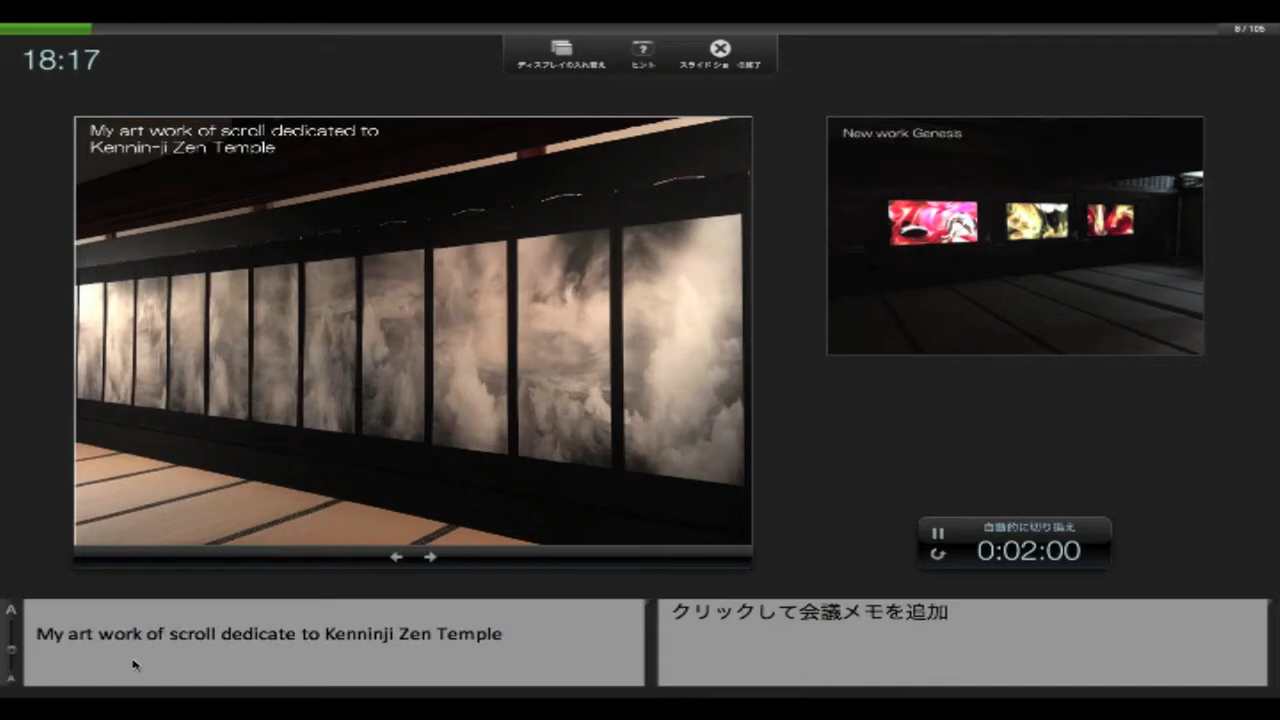 8 / 105
18:17
ディスプレイの入れ替え
ヒント
スライドショーの終了
My art work of scroll dedicated to
Kennin-ji Zen Temple
New work Genesis
自動的に切り換え
0:02:00
My art work of scroll dedicate to Kenninji Zen Temple
クリックして会議メモを追加
A
A